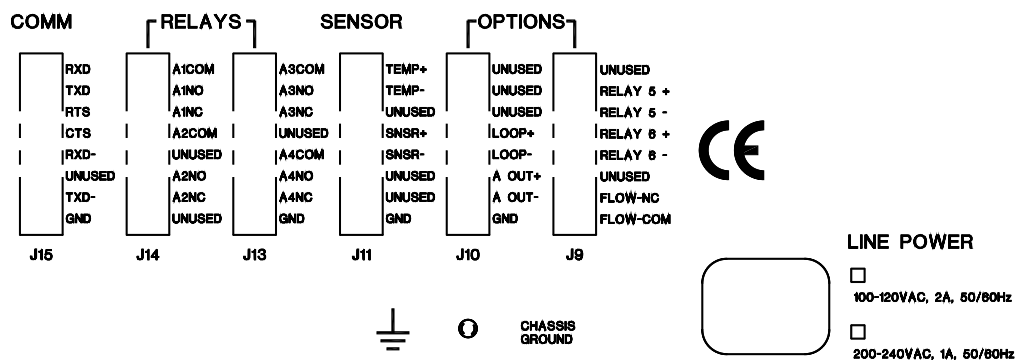 COMM
RELAYS
SENSOR
OPTIONS
RXD
TXD
RTS
CTS
RXD-
UNUSED
TXD-
GND
J15
A1COM
A1NO
A1NC
A2COM
UNUSED
A2NO
A2NC
UNUSED
J14
A3COM
A3NO
A3NC
UNUSED
A4COM
A4NO
A4NC
GND
J13
TEMP+
TEMP-
UNUSED
SNSR+
SNSR-
UNUSED
UNUSED
GND
J11
UNUSED
UNUSED
UNUSED
LOOP+
LOOP-
A OUT+
A OUT-
GND
J10
UNUSED
RELAY 5 +
RELAY 5 -
RELAY 6 +
RELAY 6 -
UNUSED
FLOW-NC
FLOW-COM
J9
CE
LINE POWER
100-120VAC, 2A, 50/60Hz
200-240VAC, 1A, 50/60Hz
CHASSIS
GROUND